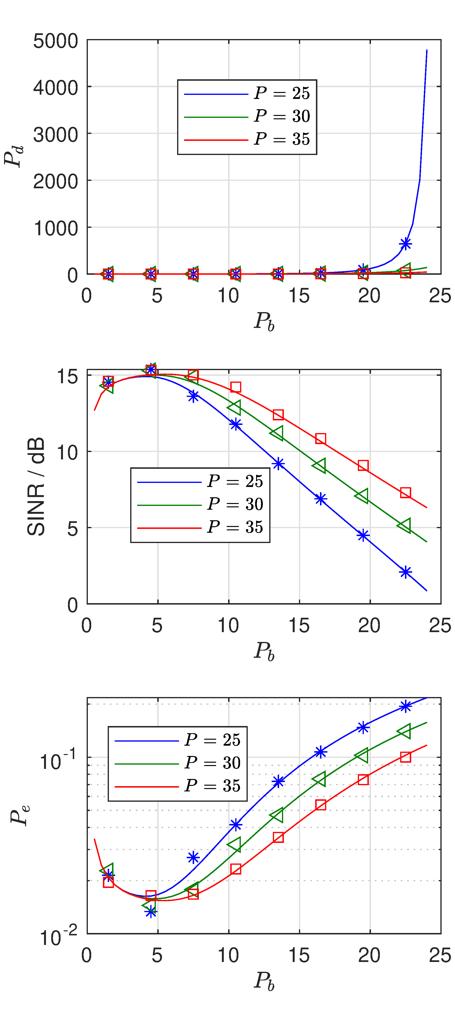 5000
4000
3000
2000
1000
0
P_d
P = 25
P = 30
P = 35
0 5 10 15 20 25
P_b
15
10
5
0
SINR / dB
P = 25
P = 30
P = 35
0 5 10 15 20 25
P_b
10^-1
10^-2
P_e
P = 25
P = 30
P = 35
0 5 10 15 20 25
P_b